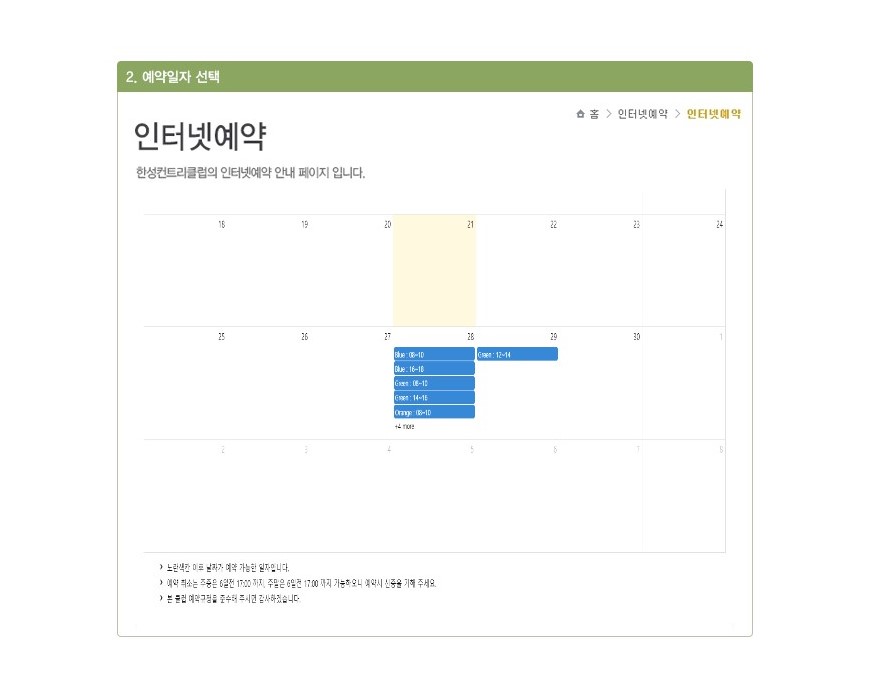 2. 예약일자 선택
홈 > 인터넷예약 > 인터넷예약
인터넷예약
한성컨트리클럽의 인터넷예약 안내 페이지 입니다.
18 19 20 21 22 23 24
25 26 27 28 29 30 1
Blue : 08~10 Green : 12~14
Blue : 16~18
Green : 08~10
Green : 14~16
Orange : 08~10
+4 more
2 3 4 5 6 7 8
› 노란색칸 이후 날짜가 예약 가능한 일자입니다.
› 예약 취소는 주중은 6일전 17:00 까지, 주말은 6일전 17:00 까지 가능하오니 예약시 신중을 기해 주세요.
› 본 클럽 예약규정을 준수해 주시면 감사하겠습니다.